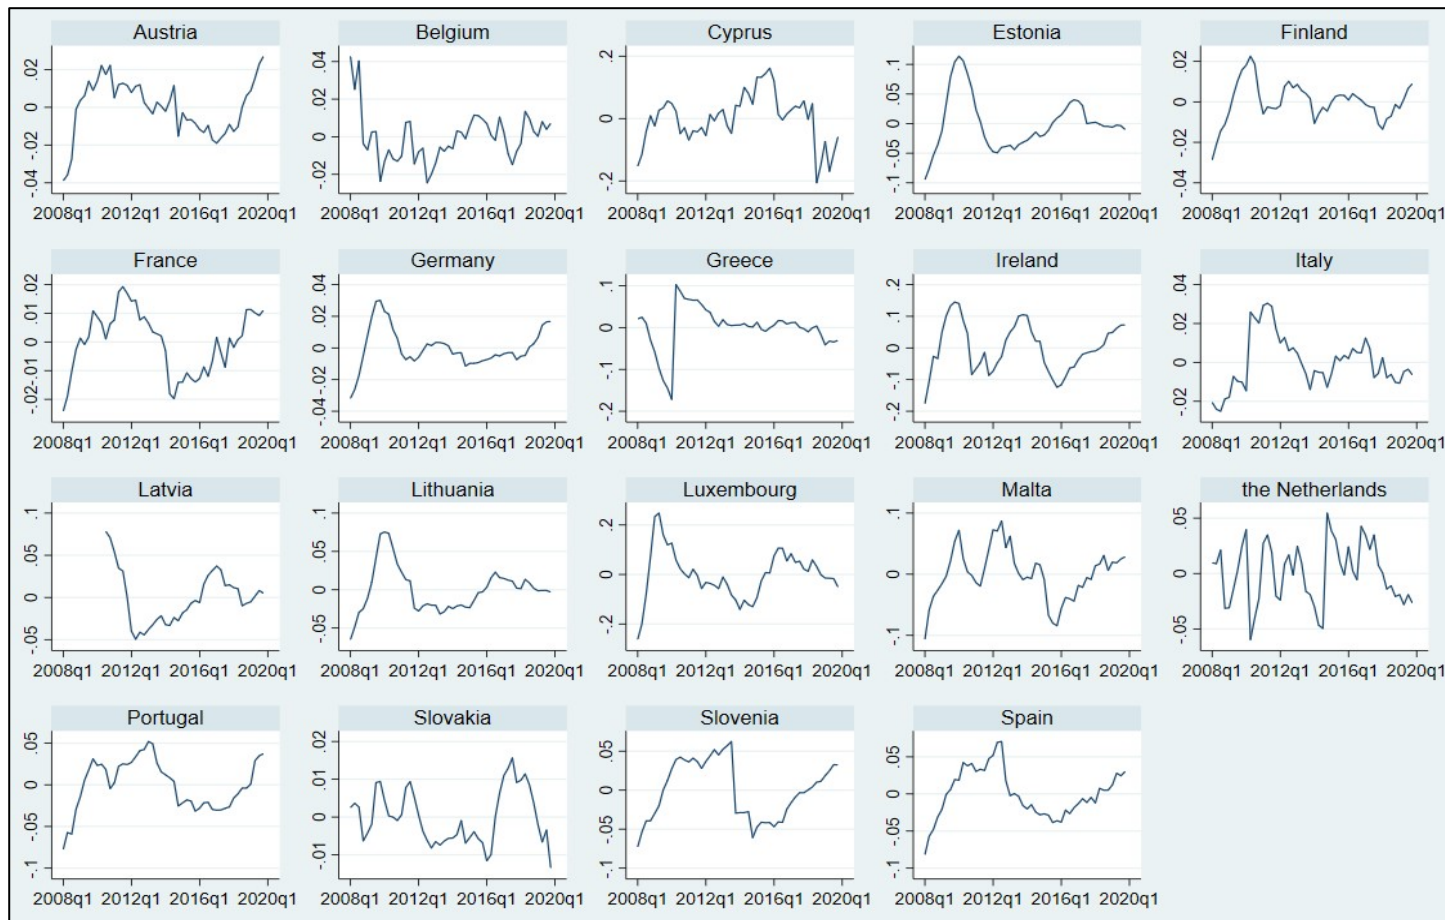 Austria
.02
0
-.02
-.04
2008q1 2012q1 2016q1 2020q1
Belgium
.04
.02
0
-.02
2008q1 2012q1 2016q1 2020q1
Cyprus
.2
0
-.2
2008q1 2012q1 2016q1 2020q1
Estonia
.1
.05
0
-.05
-.1
2008q1 2012q1 2016q1 2020q1
Finland
.02
0
-.02
-.04
2008q1 2012q1 2016q1 2020q1
France
.02
.01
0
-.01
-.02
2008q1 2012q1 2016q1 2020q1
Germany
.04
.02
0
-.02
-.04
2008q1 2012q1 2016q1 2020q1
Greece
.1
0
-.1
-.2
2008q1 2012q1 2016q1 2020q1
Ireland
.2
.1
0
-.1
-.2
2008q1 2012q1 2016q1 2020q1
Italy
.04
.02
0
-.02
2008q1 2012q1 2016q1 2020q1
Latvia
.1
.05
0
-.05
2008q1 2012q1 2016q1 2020q1
Lithuania
.1
.05
0
-.05
2008q1 2012q1 2016q1 2020q1
Luxembourg
.2
0
-.2
2008q1 2012q1 2016q1 2020q1
Malta
.1
0
-.1
2008q1 2012q1 2016q1 2020q1
the Netherlands
.05
0
-.05
2008q1 2012q1 2016q1 2020q1
Portugal
.05
0
-.05
-.1
2008q1 2012q1 2016q1 2020q1
Slovakia
.02
.01
0
-.01
2008q1 2012q1 2016q1 2020q1
Slovenia
.05
0
-.05
-.1
2008q1 2012q1 2016q1 2020q1
Spain
.05
0
-.05
-.1
2008q1 2012q1 2016q1 2020q1